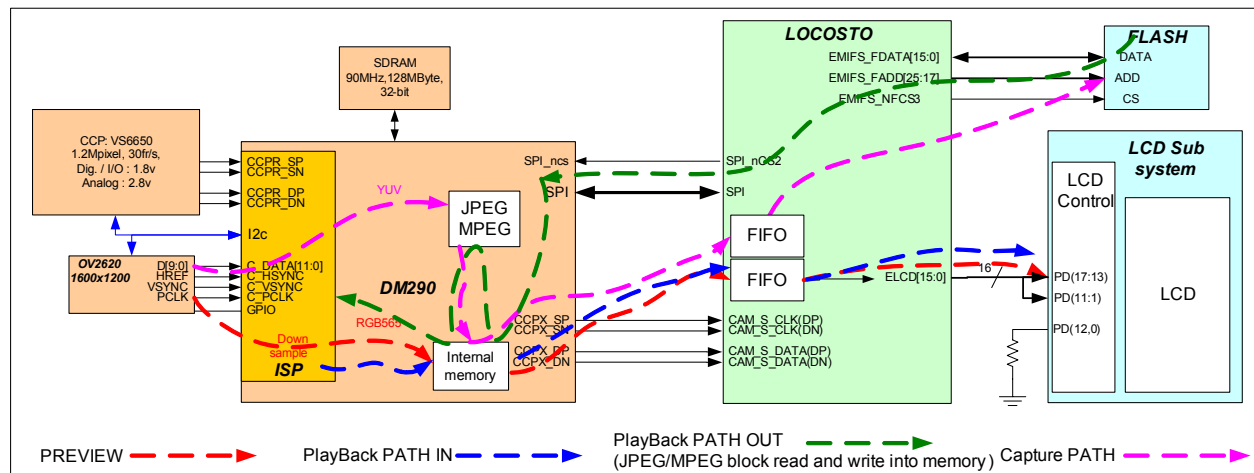 LOCOSTO
FLASH
SDRAM
90MHz,128MByte,
32-bit
EMIFS_FDATA[15:0]
DATA
EMIFS_FADD[25:17]
ADD
EMIFS_NFCS3
CS
CCP: VS6650
1.2Mpixel, 30fr/s,
Dig. / I/O : 1.8v
Analog : 2.8v
CCPR_SP
CCPR_SN
CCPR_DP
CCPR_DN
I2c
SPI_ncs
SPI_nCS2
SPI
SPI
YUV
JPEG
MPEG
LCD Sub
system
LCD
Control
LCD
FIFO
FIFO
OV2620
1600x1200
D[9:0]
HREF
VSYNC
PCLK
C_DATA[11:0]
C_HSYNC
C_VSYNC
C_PCLK
GPIO
DM290
16
ELCD[15:0]
PD(17:13)
PD(11:1)
PD(12,0)
RGB565
Down
sample
ISP
Internal
memory
CCPX_SP
CCPX_SN
CCPX_DP
CCPX_DN
CAM_S_CLK(DP)
CAM_S_CLK(DN)
CAM_S_DATA(DP)
CAM_S_DATA(DN)
PREVIEW
PlayBack PATH IN
PlayBack PATH OUT
(JPEG/MPEG block read and write into memory)
Capture PATH